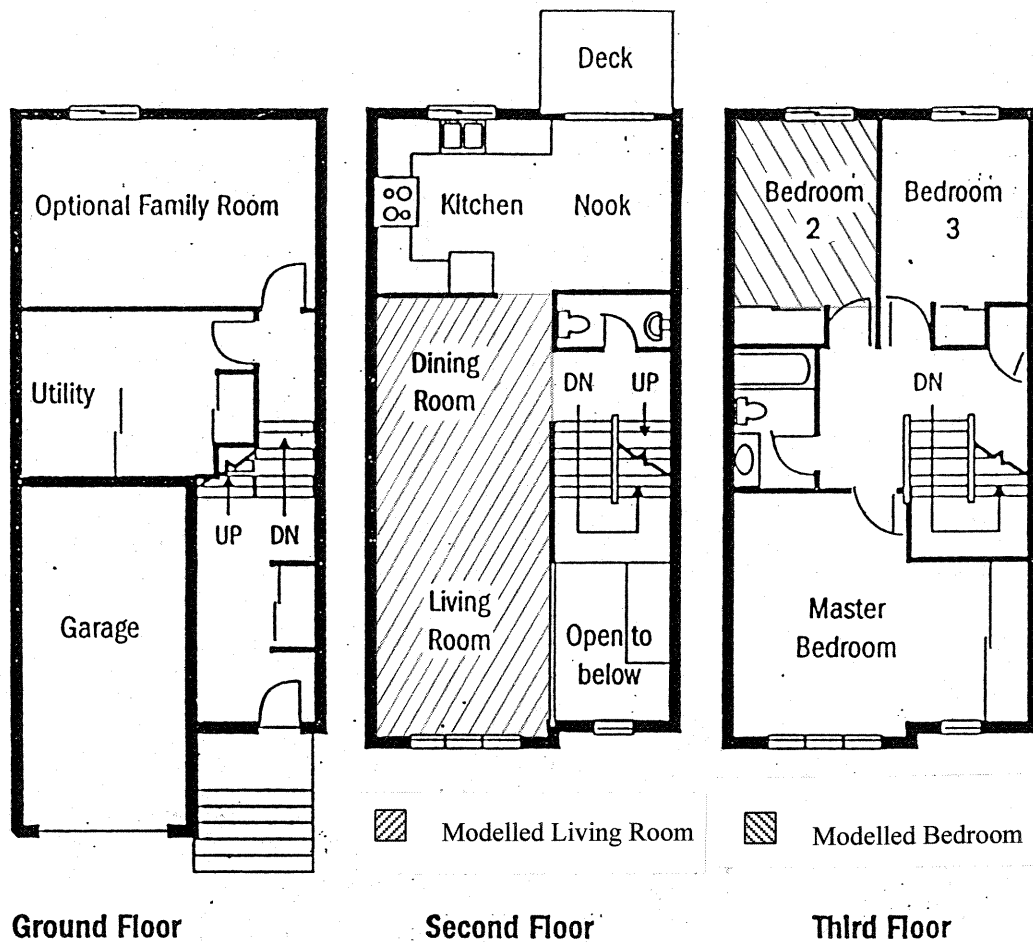 Optional Family Room
Utility
UP
DN
Garage
Ground Floor
Deck
Kitchen
Nook
Dining
Room
DN
UP
Living
Room
Open to
below
Modelled Living Room
Second Floor
Bedroom
2
Bedroom
3
DN
Master
Bedroom
Modelled Bedroom
Third Floor